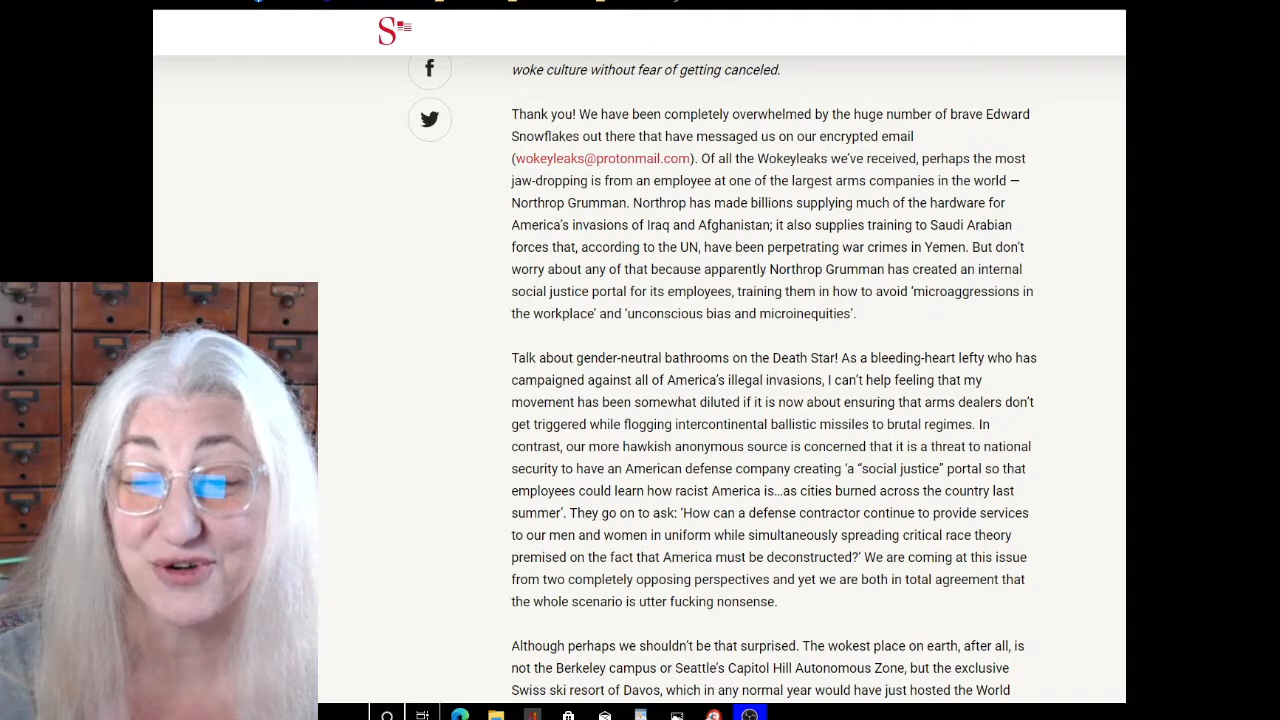 S
woke culture without fear of getting canceled.
Thank you! We have been completely overwhelmed by the huge number of brave Edward
Snowflakes out there that have messaged us on our encrypted email
(wokeyleaks@protonmail.com). Of all the Wokeyleaks we’ve received, perhaps the most
jaw-dropping is from an employee at one of the largest arms companies in the world —
Northrop Grumman. Northrop has made billions supplying much of the hardware for
America’s invasions of Iraq and Afghanistan; it also supplies training to Saudi Arabian
forces that, according to the UN, have been perpetrating war crimes in Yemen. But don’t
worry about any of that because apparently Northrop Grumman has created an internal
social justice portal for its employees, training them in how to avoid ‘microaggressions in
the workplace’ and ‘unconscious bias and microinequities’.
Talk about gender-neutral bathrooms on the Death Star! As a bleeding-heart lefty who has
campaigned against all of America’s illegal invasions, I can’t help feeling that my
movement has been somewhat diluted if it is now about ensuring that arms dealers don’t
get triggered while flogging intercontinental ballistic missiles to brutal regimes. In
contrast, our more hawkish anonymous source is concerned that it is a threat to national
security to have an American defense company creating ‘a “social justice” portal so that
employees could learn how racist America is…as cities burned across the country last
summer’. They go on to ask: ‘How can a defense contractor continue to provide services
to our men and women in uniform while simultaneously spreading critical race theory
premised on the fact that America must be deconstructed?’ We are coming at this issue
from two completely opposing perspectives and yet we are both in total agreement that
the whole scenario is utter fucking nonsense.
Although perhaps we shouldn’t be that surprised. The wokest place on earth, after all, is
not the Berkeley campus or Seattle’s Capitol Hill Autonomous Zone, but the exclusive
Swiss ski resort of Davos, which in any normal year would have just hosted the World